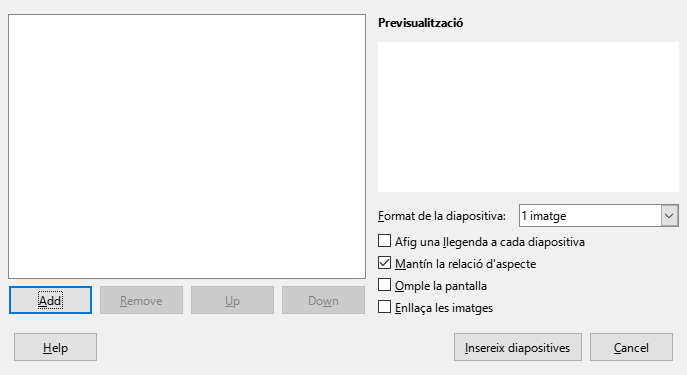 Previsualització
Format de la diapositiva: 1 imatge
Afig una llegenda a cada diapositiva
Mantín la relació d'aspecte
Omple la pantalla
Enllaça les imatges
Add Remove Up Down
Help Insereix diapositives Cancel